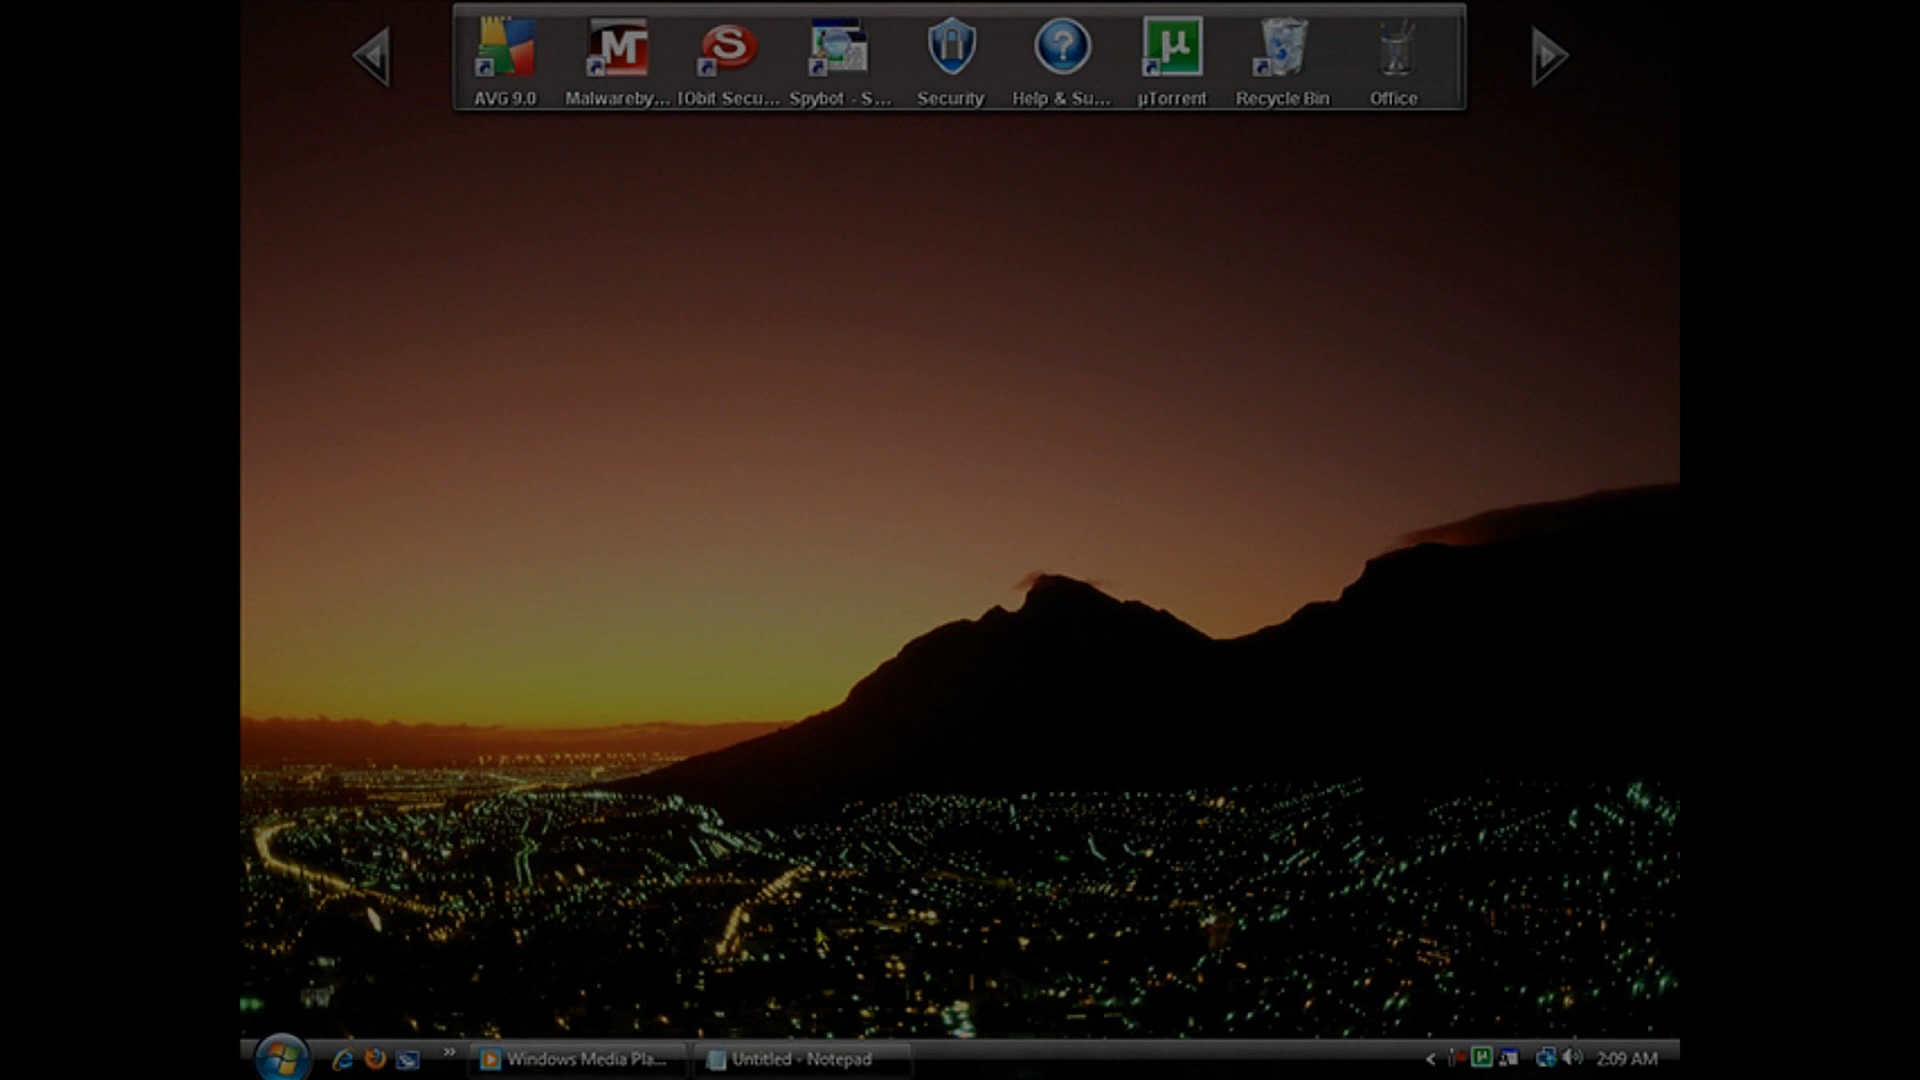 AVG 9.0 Malwareby... IObit Secu... Spybot - S... Security Help & Su... µTorrent Recycle Bin Office
Windows Media Pla... Untitled - Notepad 2:09 AM